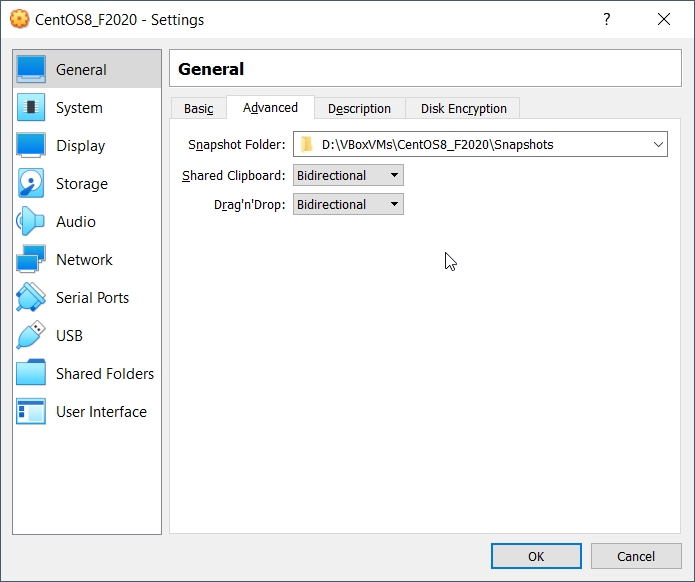 CentOS8_F2020 - Settings
?
General
System
Display
Storage
Audio
Network
Serial Ports
USB
Shared Folders
User Interface
General
Basic
Advanced
Description
Disk Encryption
Snapshot Folder: D:\VBoxVMs\CentOS8_F2020\Snapshots
Shared Clipboard: Bidirectional
Drag'n'Drop: Bidirectional
OK
Cancel